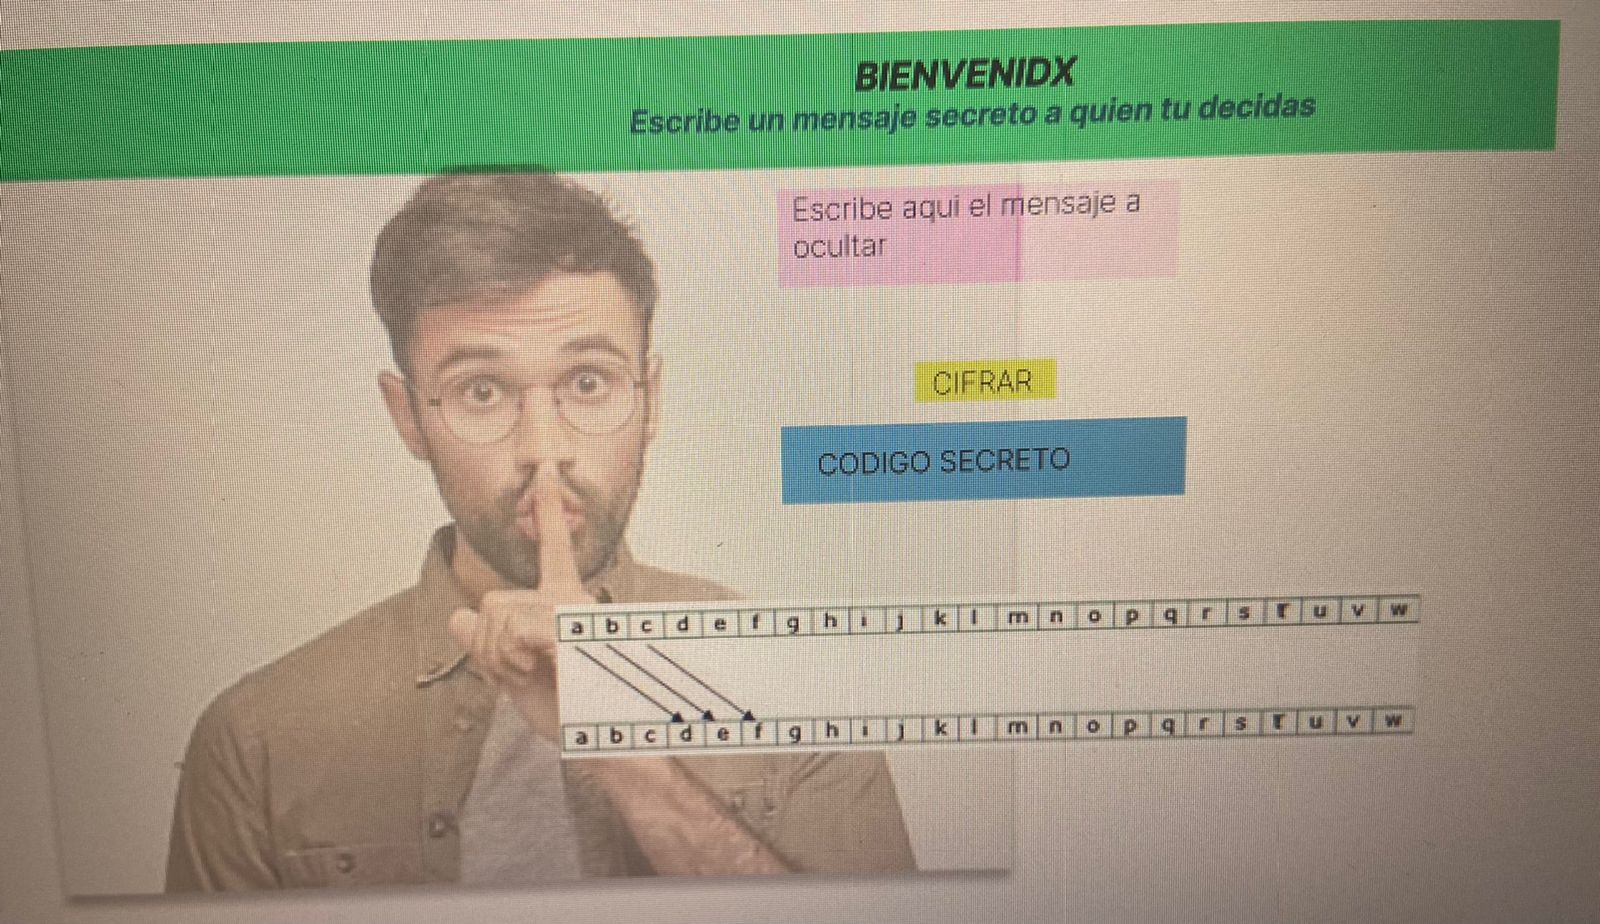 BIENVENIDX
Escribe un mensaje secreto a quien tu decidas
Escribe aqui el mensaje a
ocultar
CIFRAR
CODIGO SECRETO
a b c d e f g h i j k l m n o p q r s T u v w
a b c d e f g h i j k l m n o p q r s T u v w